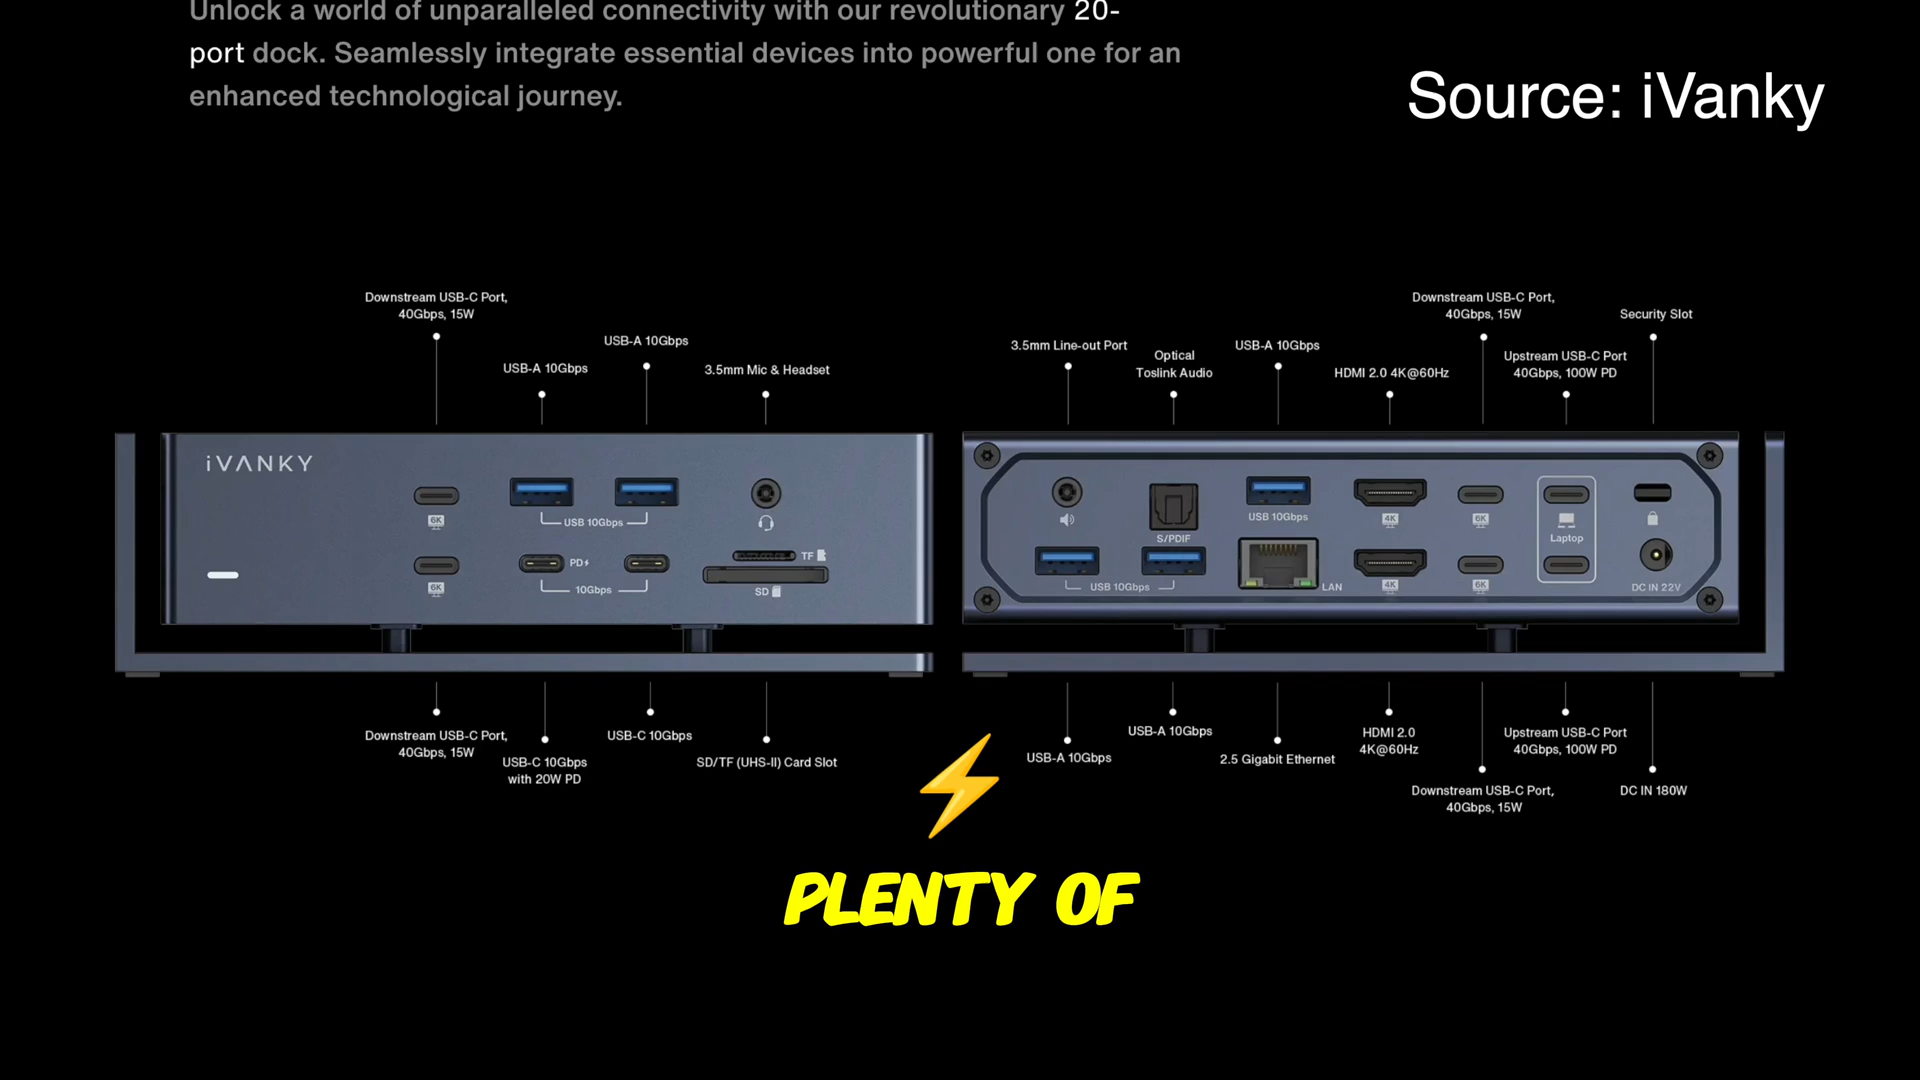 Unlock a world of unparalleled connectivity with our revolutionary 20-
port dock. Seamlessly integrate essential devices into powerful one for an
enhanced technological journey.
Source: iVanky
Downstream USB-C Port,
40Gbps, 15W
USB-A 10Gbps
USB-A 10Gbps
3.5mm Mic & Headset
3.5mm Line-out Port
Optical
Toslink Audio
USB-A 10Gbps
HDMI 2.0 4K@60Hz
Downstream USB-C Port,
40Gbps, 15W
Upstream USB-C Port
40Gbps, 100W PD
Security Slot
iVANKY
6K
USB 10Gbps
6K
PD
10Gbps
TF
SD
S/PDIF
USB 10Gbps
USB 10Gbps
LAN
4K
4K
6K
6K
Laptop
DC IN 22V
Downstream USB-C Port,
40Gbps, 15W
USB-C 10Gbps
with 20W PD
USB-C 10Gbps
SD/TF (UHS-II) Card Slot
USB-A 10Gbps
USB-A 10Gbps
2.5 Gigabit Ethernet
HDMI 2.0
4K@60Hz
Downstream USB-C Port,
40Gbps, 15W
Upstream USB-C Port
40Gbps, 100W PD
DC IN 180W
PLENTY OF